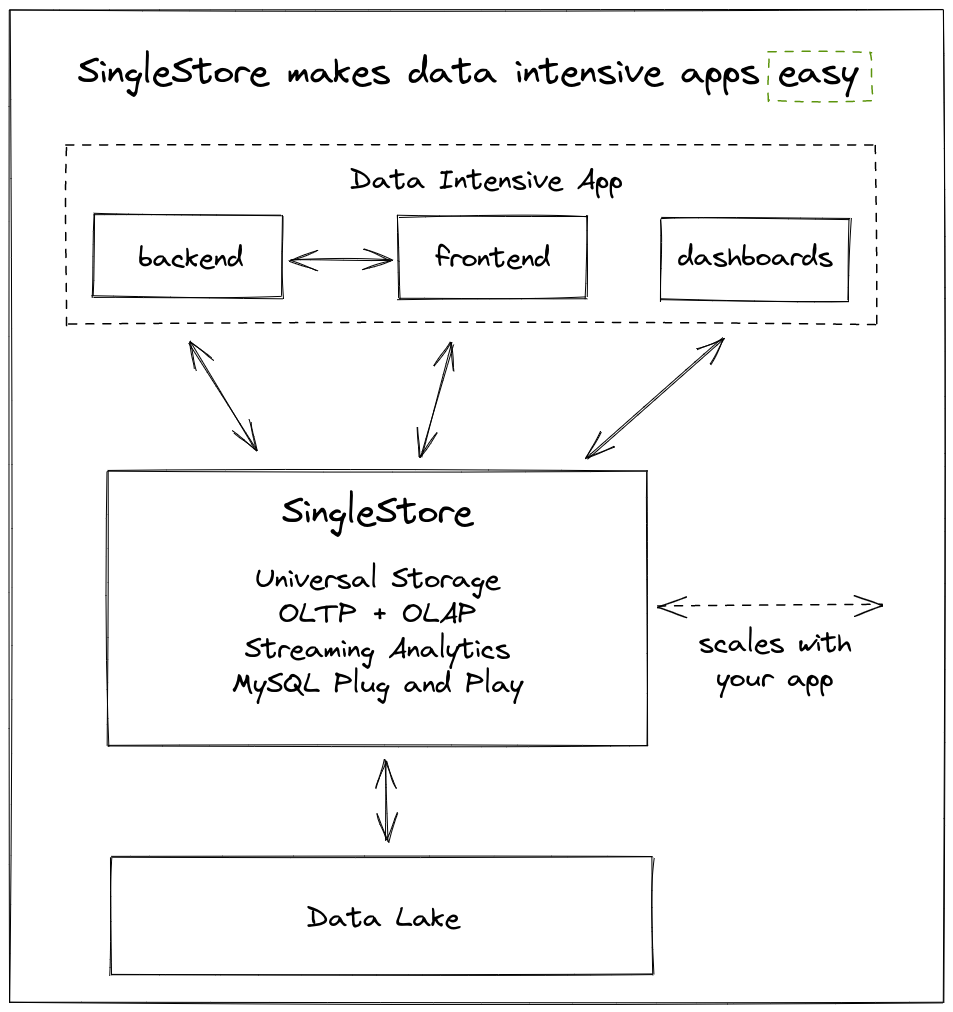 SingleStore makes data intensive apps easy
Data Intensive App
backend
frontend
dashboards
SingleStore
Universal Storage
OLTP + OLAP
Streaming Analytics
MySQL Plug and Play
scales with
your app
Data Lake